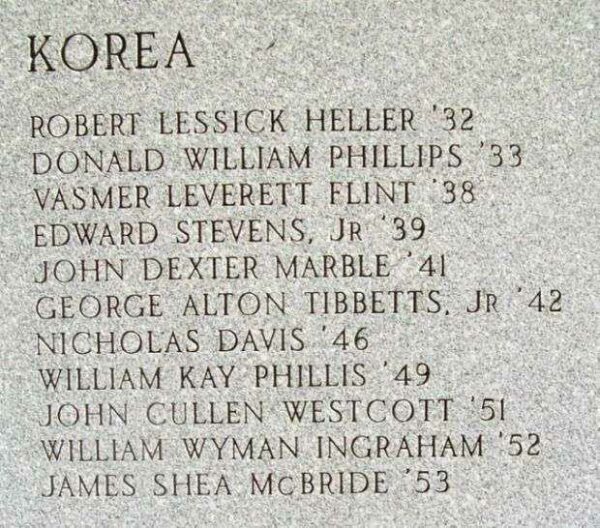 KOREA
ROBERT LESSICK HELLER '32
DONALD WILLIAM PHILLIPS '33
VASMER LEVERETT FLINT '38
EDWARD STEVENS, JR '39
JOHN DEXTER MARBLE '41
GEORGE ALTON TIBBETTS, JR '42
NICHOLAS DAVIS '46
WILLIAM KAY PHILLIS '49
JOHN CULLEN WESTCOTT '51
WILLIAM WYMAN INGRAHAM '52
JAMES SHEA McBRIDE '53